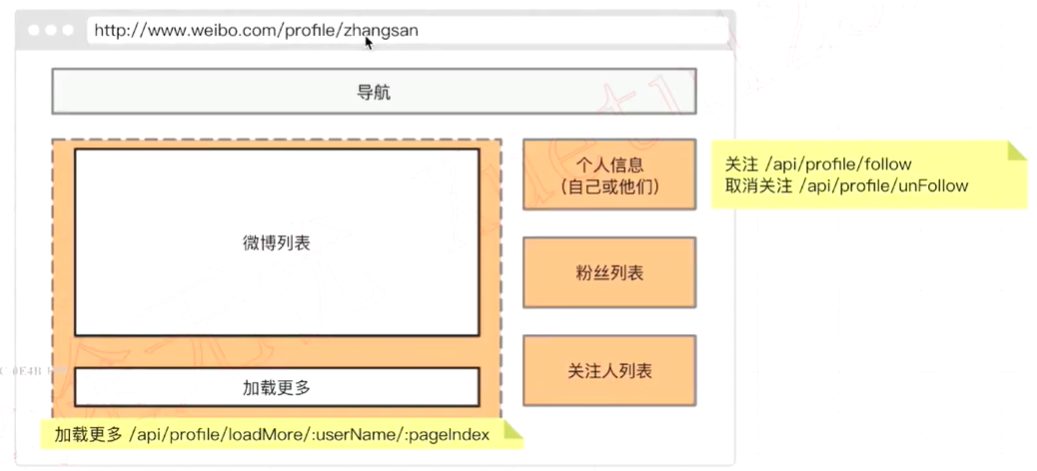 http://www.weibo.com/profile/zhangsan
导航
微博列表
加载更多
加载更多 /api/profile/loadMore/:userName/:pageIndex
个人信息
(自己或他们)
粉丝列表
关注人列表
关注 /api/profile/follow
取消关注 /api/profile/unFollow